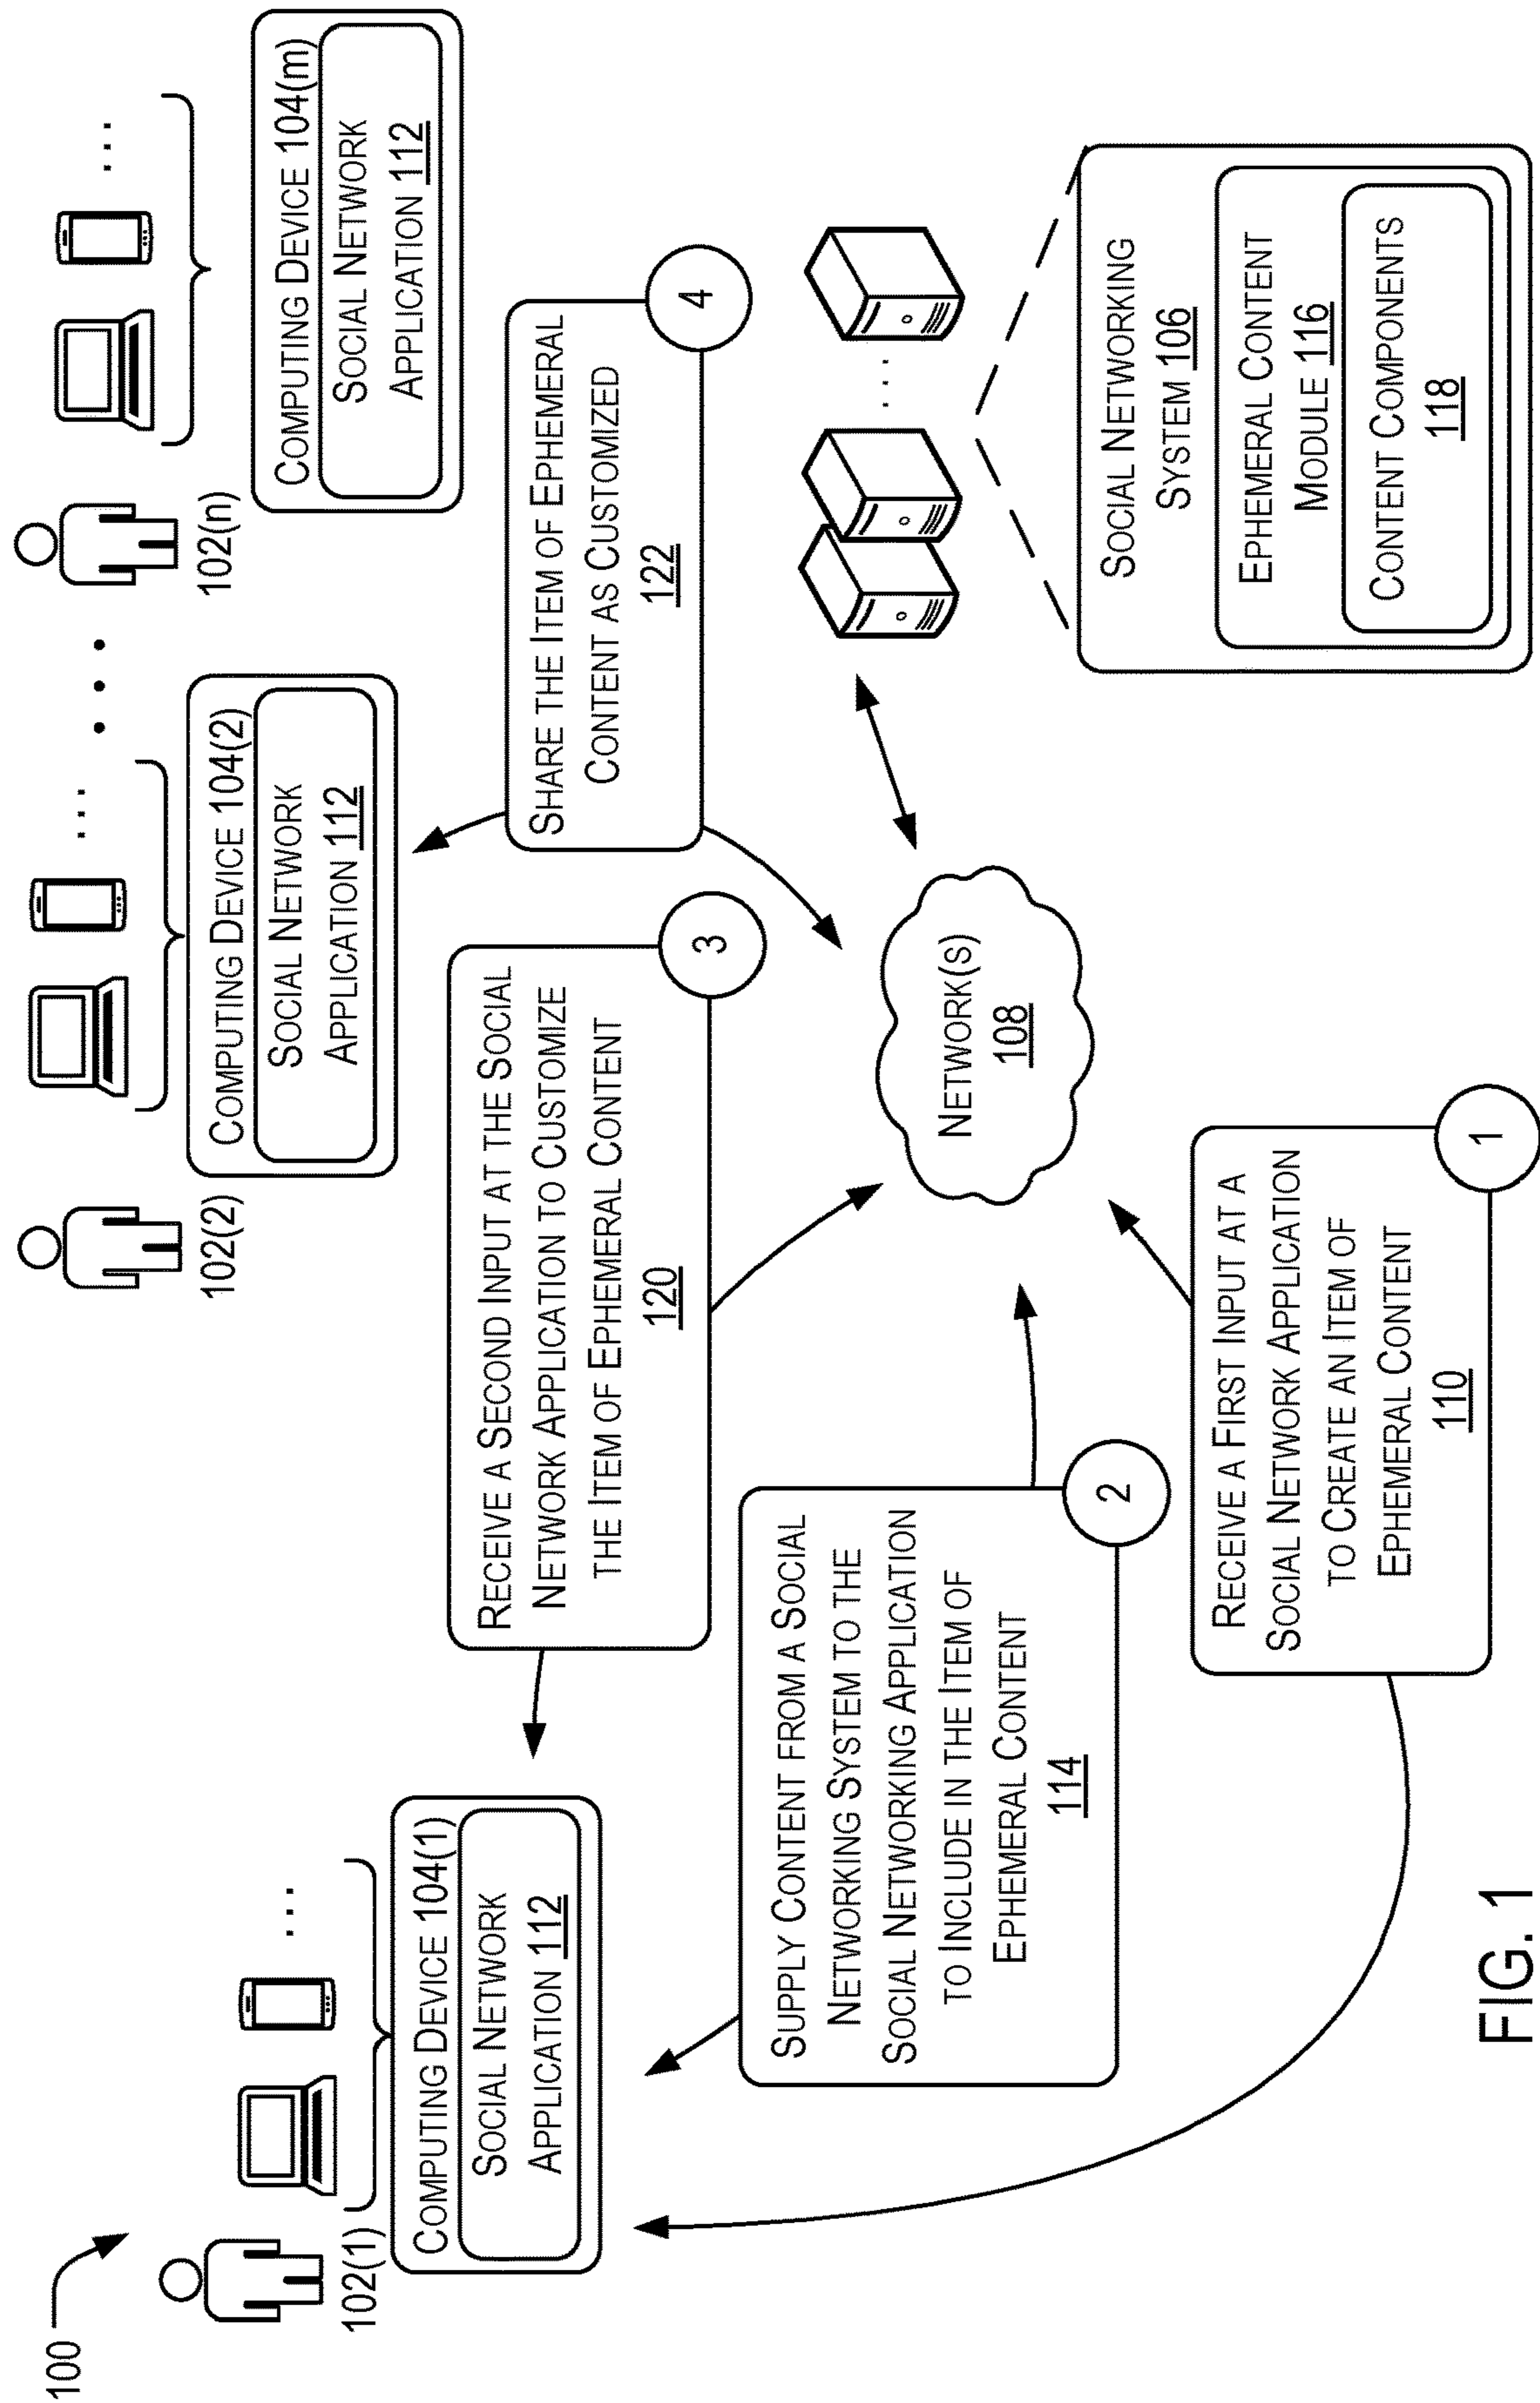 100
102(1)
COMPUTING DEVICE 104(1)
SOCIAL NETWORK
APPLICATION 112
...
102(2)
COMPUTING DEVICE 104(2)
SOCIAL NETWORK
APPLICATION 112
...
• • •
102(n)
COMPUTING DEVICE 104(m)
SOCIAL NETWORK
APPLICATION 112
...
RECEIVE A SECOND INPUT AT THE SOCIAL
NETWORK APPLICATION TO CUSTOMIZE
THE ITEM OF EPHEMERAL CONTENT
120
3
SHARE THE ITEM OF EPHEMERAL
CONTENT AS CUSTOMIZED
122
4
SUPPLY CONTENT FROM A SOCIAL
NETWORKING SYSTEM TO THE
SOCIAL NETWORKING APPLICATION
TO INCLUDE IN THE ITEM OF
EPHEMERAL CONTENT
114
2
NETWORK(S)
108
...
RECEIVE A FIRST INPUT AT A
SOCIAL NETWORK APPLICATION
TO CREATE AN ITEM OF
EPHEMERAL CONTENT
110
1
SOCIAL NETWORKING
SYSTEM 106
EPHEMERAL CONTENT
MODULE 116
CONTENT COMPONENTS
118
FIG. 1